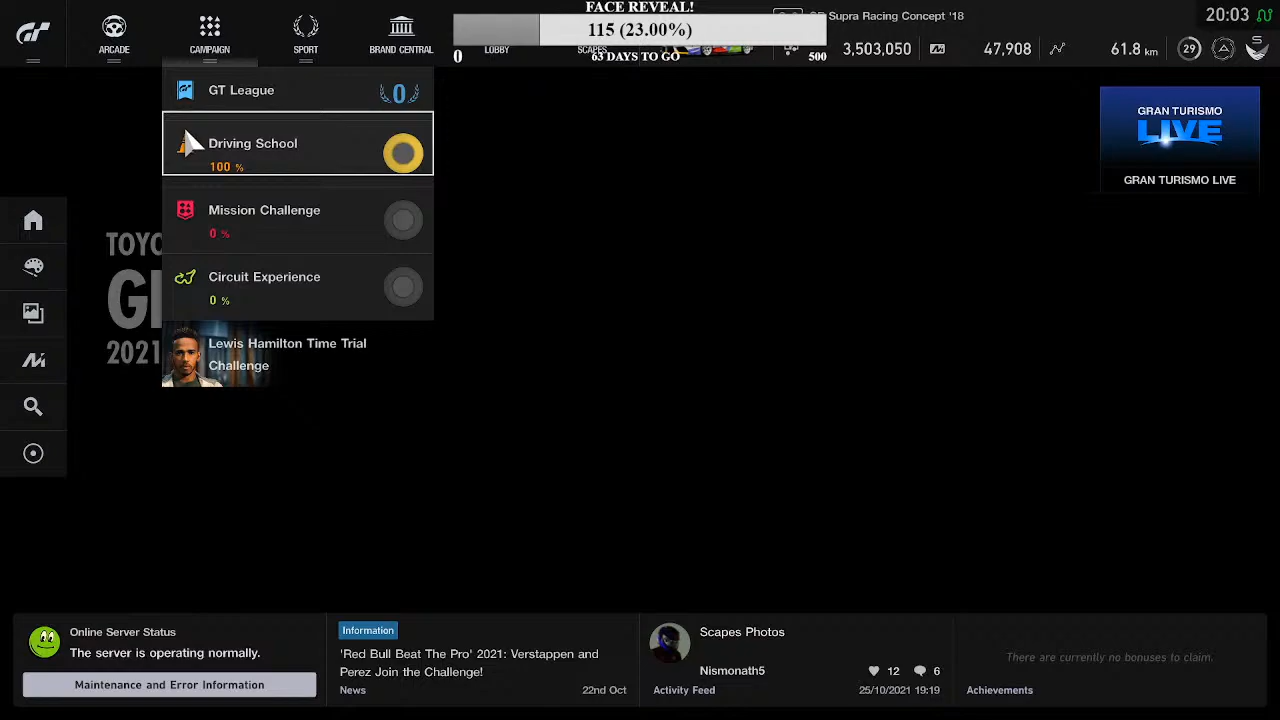 FACE REVEAL!
115 (23.00%)
0
63 DAYS TO GO
500
ARCADE
CAMPAIGN
SPORT
BRAND CENTRAL
LOBBY
SCAPES
Supra Racing Concept '18
3,503,050
47,908
61.8 km
29
20:03
GT League
0
Driving School
100 %
Mission Challenge
0 %
Circuit Experience
0 %
Lewis Hamilton Time Trial
Challenge
TOYO
2021
GRAN TURISMO
LIVE
GRAN TURISMO LIVE
Online Server Status
The server is operating normally.
Maintenance and Error Information
Information
'Red Bull Beat The Pro' 2021: Verstappen and
Perez Join the Challenge!
News
22nd Oct
Scapes Photos
Nismonath5
12
6
Activity Feed
25/10/2021 19:19
There are currently no bonuses to claim.
Achievements